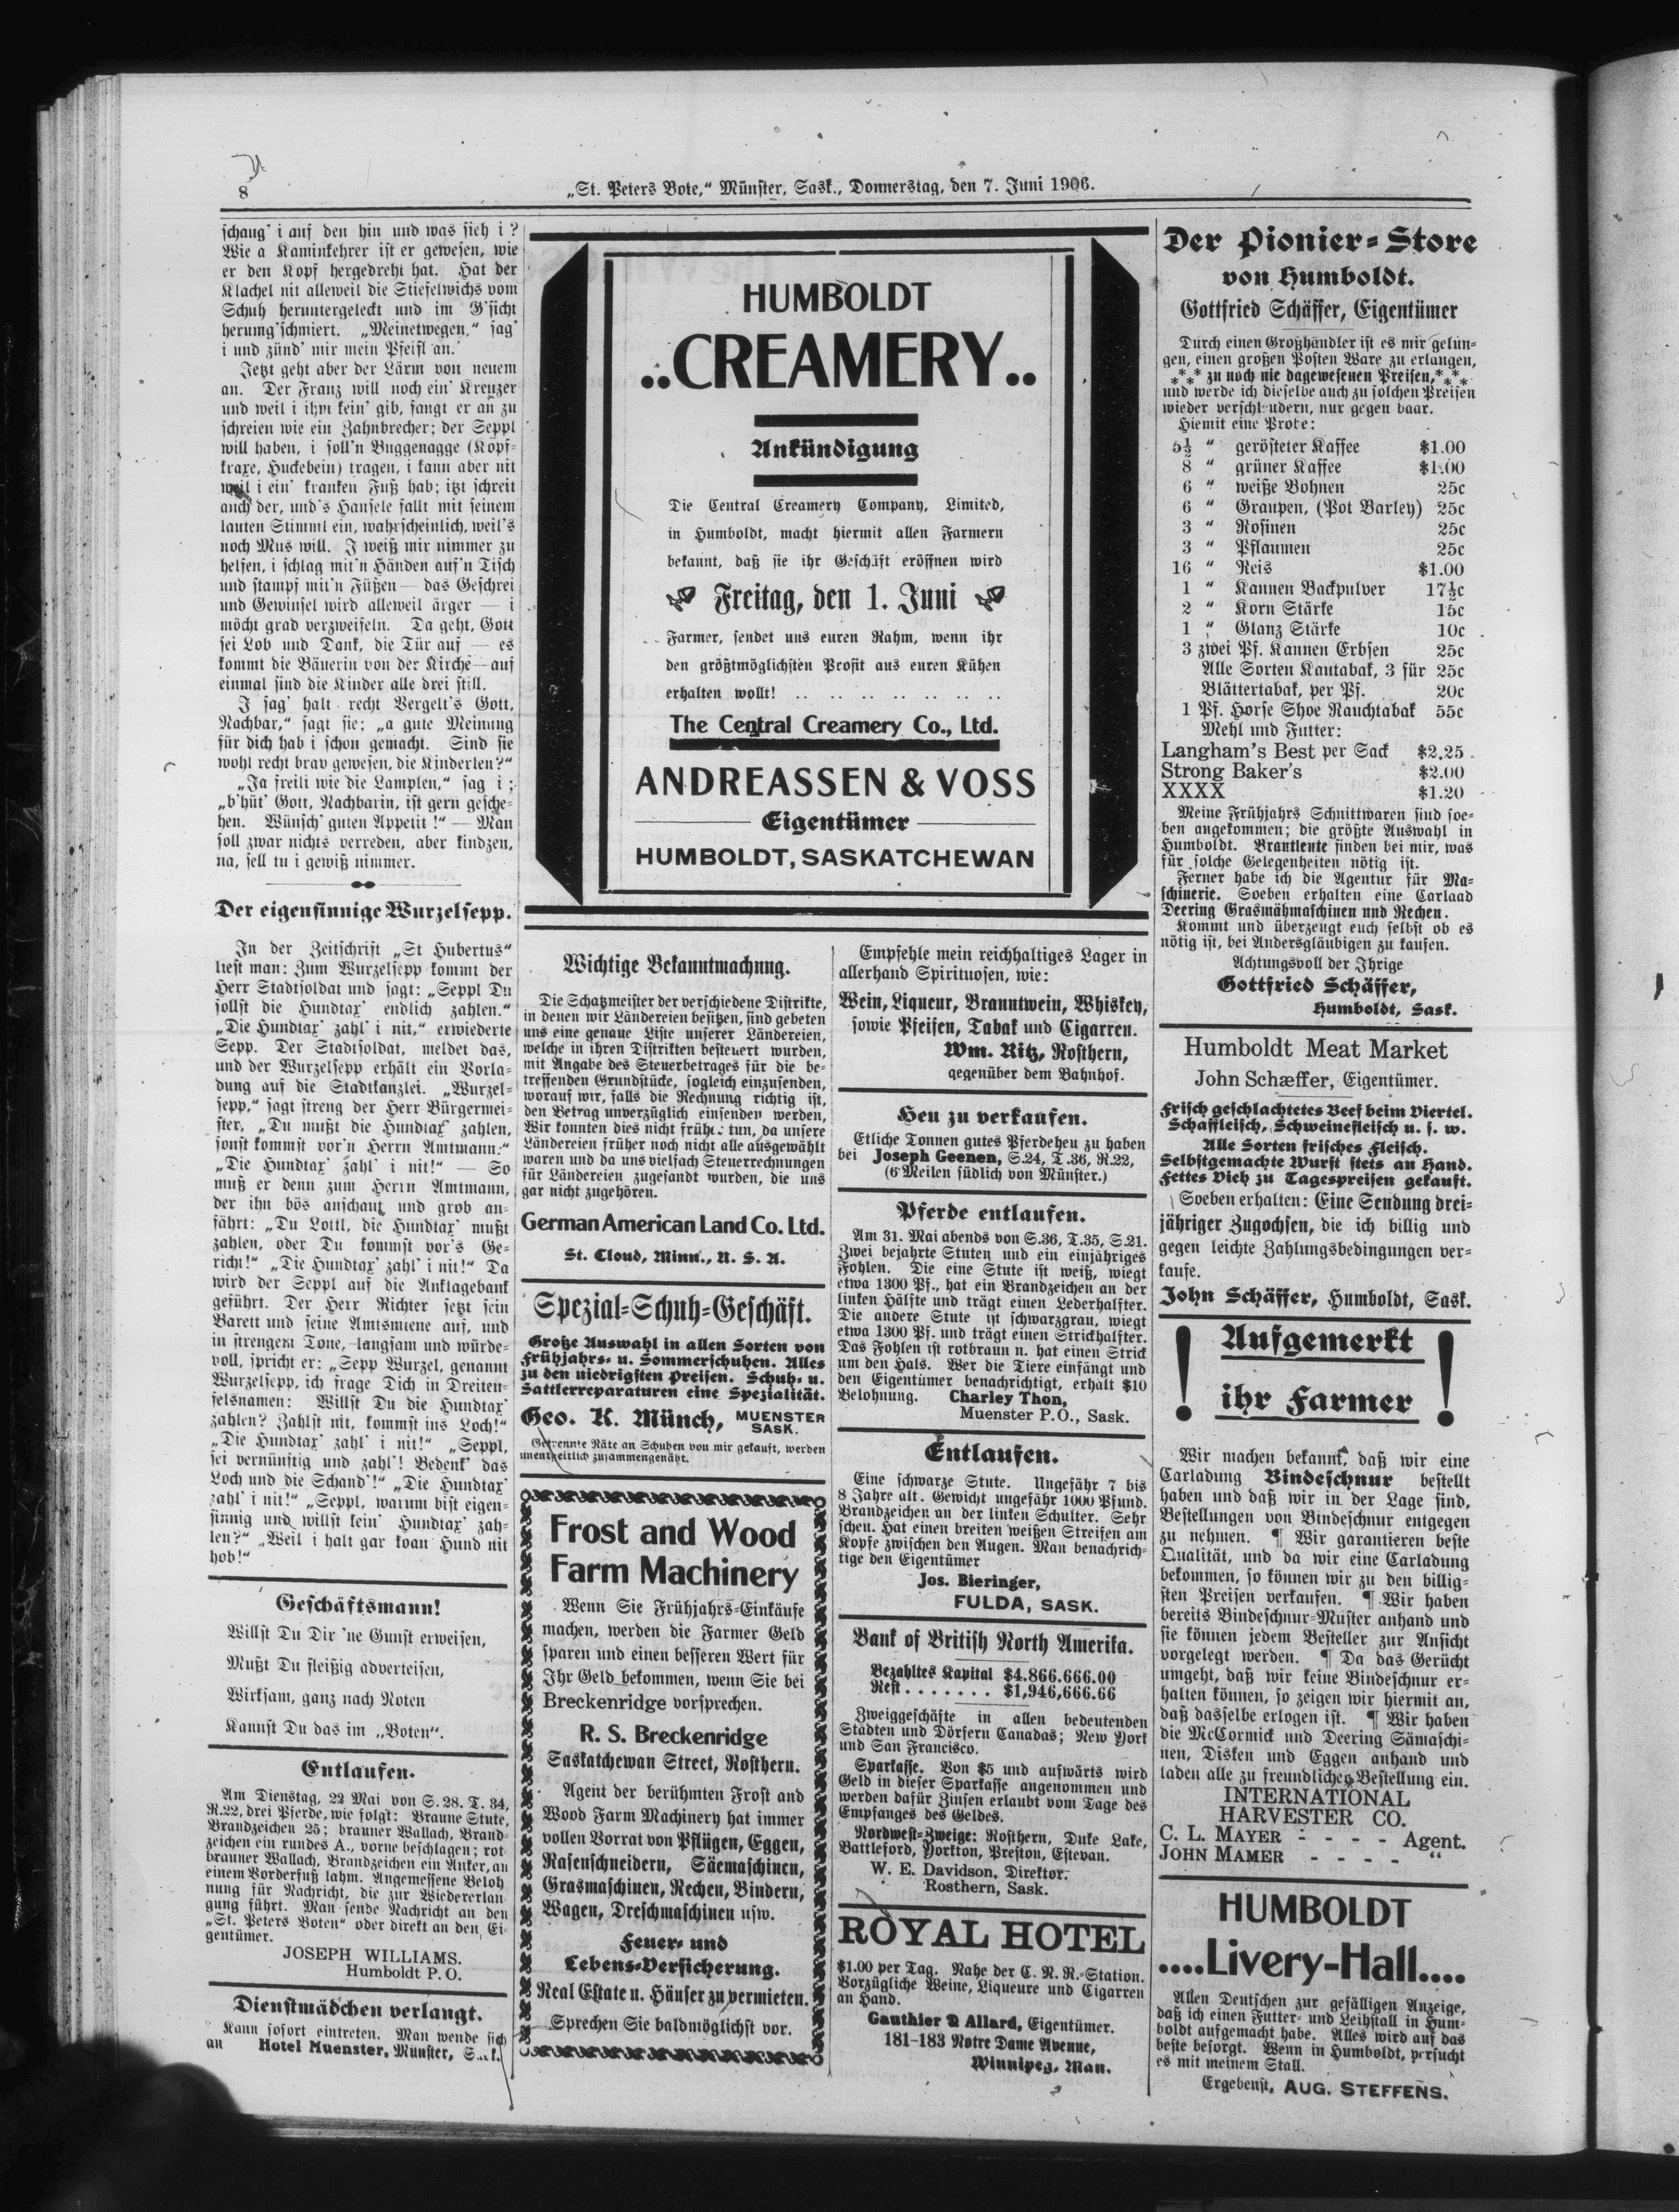 8
„St. Peters Bote,“ Münster, Sask., Donnerstag, den 7. Juni 1906.
schaug' i auf den hin und was sieh i?
Wie a Kaminkehrer ist er gewesen, wie
er den Kopf hergedreht hat. Hat der
Klachel nit alleweil die Stiefelwichs vom
Schuh heruntergeleckt und im G'sicht
herumg'schmiert. „Meinetwegen,“ sag'
i und zünd' mir mein Pfeifl an.
Jetzt geht aber der Lärm von neuem
an. Der Franz will noch ein' Kreuzer
und weil i ihm kein' gib, fangt er an zu
schreien wie ein Zahnbrecher; der Seppl
will haben, i soll'n Buggenagge (Kopf-
kraxe, Huckebein) tragen, i kann aber nit
weil i ein' kranken Fuß hab; itzt schreit
auch der, und's Hansele fallt mit seinem
lauten Stimml ein, wahrscheinlich, weil's
noch Mus will. I weiß mir nimmer zu
helfen, i schlag mit'n Händen auf'n Tisch
und stampf mit'n Füßen — das Geschrei
und Gewinsel wird alleweil ärger — i
möcht grad verzweifeln. Da geht, Gott
sei Lob und Dank, die Tür auf — es
kommt die Bäuerin von der Kirche—auf
einmal sind die Kinder alle drei still.
I sag' halt recht Vergelt's Gott,
Nachbar,“ sagt sie; „a gute Meinung
für dich hab i schon gemacht. Sind sie
wohl recht brav gewesen, die Kinderlen?“
„Ja freili wie die Lamplen,“ sag i;
„b'hüt' Gott, Nachbarin, ist gern gesche-
hen. Wünsch' guten Appetit!“ — Man
soll zwar nichts verreden, aber kindzen,
na, sell tu i gewiß nimmer.
Der eigensinnige Wurzelsepp.
In der Zeitschrift „St Hubertus“
liest man: Zum Wurzelsepp kommt der
Herr Stadtsoldat und sagt: „Seppl Du
sollst die Hundtax' endlich zahlen.“
„Die Hundtax' zahl' i nit,“ erwiederte
Sepp. Der Stadtsoldat, meldet das,
und der Wurzelsepp erhält ein Vorla-
dung auf die Stadtkanzlei. „Wurzel-
sepp,“ sagt streng der Herr Bürgermei-
ster, „Du mußt die Hundtax' zahlen,
sonst kommst vor'n Herrn Amtmann.“
„Die Hundtax' zahl' i nit!“ — So
muß er denn zum Herrn Amtmann,
der ihn bös anschaut und grob an-
fährt: „Du Lottl, die Hundtax' mußt
zahlen, oder Du kommst vor's Ge-
richt!“ „Die Hundtax' zahl' i nit!“ Da
wird der Seppl auf die Anklagebank
geführt. Der Herr Richter setzt sein
Barett und seine Amtsmiene auf, und
in strengem Tone, langsam und würde-
voll, spricht er: „Sepp Wurzel, genannt
Wurzelsepp, ich frage Dich in Dreiten-
felsnamen: Willst Du die Hundtax'
zahlen? Zahlst nit, kommst ins Loch!“
„Die Hundtax' zahl' i nit!“ „Seppl,
sei vernünftig und zahl'! Bedenk' das
Loch und die Schand'!“ „Die Hundtax'
zahl' i nit!“ „Seppl, warum bist eigen-
sinnig und willst kein' Hundtax' zah-
len?“ „Weil i halt gar koan Hund nit
hob!“
Geschäftsmann!
Willst Du Dir 'ne Gunst erweisen,
Mußt Du fleißig adverteisen,
Wirksam, ganz nach Noten
Kannst Du das im „Boten“.
Entlaufen.
Am Dienstag, 22 Mai von S. 28. T. 34,
R.22, drei Pferde, wie folgt: Braune Stute,
Brandzeichen 25; brauner Wallach, Brand-
zeichen ein rundes A., vorne beschlagen; rot
brauner Wallach, Brandzeichen ein Anker, an
einem Vorderfuß lahm. Angemessene Beloh
nung für Nachricht, die zur Wiedererlan
gung führt. Man sende Nachricht an den
„St. Peters Boten“ oder direkt an den Ei
gentümer.
JOSEPH WILLIAMS.
Humboldt P. O.
Dienstmädchen verlangt.
Kann sofort eintreten. Man wende sich
an Hotel Muenster, Münster,
HUMBOLDT
..CREAMERY..
Ankündigung
Die Central Creamery Company, Limited,
in Humboldt, macht hiermit allen Farmern
bekannt, daß sie ihr Geschäft eröffnen wird
Freitag, den 1. Juni
Farmer, sendet uns euren Rahm, wenn ihr
den größtmöglichsten Profit aus euren Kühen
erhalten wollt! .. .. .. .. .. .. .. ..
The Central Creamery Co., Ltd.
ANDREASSEN & VOSS
Eigentümer
HUMBOLDT, SASKATCHEWAN
Wichtige Bekanntmachung.
Die Schatzmeister der verschiedene Distrikte,
in denen wir Ländereien besitzen, sind gebeten
uns eine genaue Liste unserer Ländereien,
welche in ihren Distrikten besteuert wurden,
mit Angabe des Steuerbetrages für die be-
treffenden Grundstücke, sogleich einzusenden,
worauf wir, falls die Rechnung richtig ist,
den Betrag unverzüglich einsenden werden,
Wir konnten dies nicht früher tun, da unsere
Ländereien früher noch nicht alle ausgewählt
waren und da uns vielfach Steuerrechnungen
für Ländereien zugesandt wurden, die uns
gar nicht zugehören.
German American Land Co. Ltd.
St. Cloud, Minn., U. S. A.
Spezial-Schuh-Geschäft.
Große Auswahl in allen Sorten von
Frühjahrs- u. Sommerschuhen. Alles
zu den niedrigsten Preisen. Schuh- u.
Sattlerreparaturen eine Spezialität.
Geo. K. Münch, MUENSTER
SASK.
Getrennte Näte an Schuhen von mir gekauft, werden
unentgeltlich zusammengenäht.
Frost and Wood
Farm Machinery
Wenn Sie Frühjahrs-Einkäufe
machen, werden die Farmer Geld
sparen und einen besseren Wert für
Ihr Geld bekommen, wenn Sie bei
Breckenridge vorsprechen.
R. S. Breckenridge
Saskatchewan Street, Rosthern.
Agent der berühmten Frost and
Wood Farm Machinery hat immer
vollen Vorrat von Pflügen, Eggen,
Rasenschneidern, Säemaschinen,
Grasmaschinen, Rechen, Bindern,
Wagen, Dreschmaschinen usw.
Feuer- und
Lebens-Versicherung.
Real Estate u. Häuser zu vermieten.
Sprechen Sie baldmöglichst vor.
Empfehle mein reichhaltiges Lager in
allerhand Spirituosen, wie:
Wein, Liqueur, Branntwein, Whiskey,
sowie Pfeifen, Tabak und Cigarren.
Wm. Ritz, Rosthern,
gegenüber dem Bahnhof.
Heu zu verkaufen.
Etliche Tonnen gutes Pferdeheu zu haben
bei Joseph Geenen, S.24, T.36, R.22,
(6 Meilen südlich von Münster.)
Pferde entlaufen.
Am 31. Mai abends von S.36, T.35, S.21.
Zwei bejahrte Stuten und ein einjähriges
Fohlen. Die eine Stute ist weiß, wiegt
etwa 1300 Pf., hat ein Brandzeichen an der
linken Hälfte und trägt einen Lederhalfter.
Die andere Stute ist schwarzgrau, wiegt
etwa 1300 Pf. und trägt einen Strickhalfter.
Das Fohlen ist rotbraun u. hat einen Strick
um den Hals. Wer die Tiere einfängt und
den Eigentümer benachrichtigt, erhält $10
Belohnung. Charley Thon,
Muenster P.O., Sask.
Entlaufen.
Eine schwarze Stute. Ungefähr 7 bis
8 Jahre alt. Gewicht ungefähr 1000 Pfund.
Brandzeichen an der linken Schulter. Sehr
schen. Hat einen breiten weißen Streifen am
Kopfe zwischen den Augen. Man benachrich-
tige den Eigentümer
Jos. Bieringer,
FULDA, SASK.
Bank of British North Amerika.
Bezahltes Kapital $4.866.666.00
Rest . . . . . . . $1,946,666.66
Zweiggeschäfte in allen bedeutenden
Städten und Dörfern Canadas; New York
und San Francisco.
Sparkasse. Von $5 und aufwärts wird
Geld in dieser Sparkasse angenommen und
werden dafür Zinsen erlaubt vom Tage des
Empfanges des Geldes.
Nordwest-Zweige: Rosthern, Duke Lake,
Battleford, Yorkton, Preston, Estevan.
W. E. Davidson, Direktor.
Rosthern, Sask.
ROYAL HOTEL
$1.00 per Tag. Nahe der C. N. R.-Station.
Vorzügliche Weine, Liqueure und Cigarren
an Hand.
Gauthier & Allard, Eigentümer.
181-183 Notre Dame Avenue,
Winnipeg, Man.
Der Pionier-Store
von Humboldt.
Gottfried Schäffer, Eigentümer
Durch einen Großhändler ist es mir gelun-
gen, einen großen Posten Ware zu erlangen,
*** zu noch nie dagewesenen Preisen, ***
und werde ich dieselbe auch zu solchen Preisen
wieder verschleudern, nur gegen baar.
Hiemit eine Probe:
5½ “ gerösteter Kaffee $1.00
8 “ grüner Kaffee $1.00
6 “ weiße Bohnen 25c
6 “ Graupen, (Pot Barley) 25c
3 “ Rosinen 25c
3 “ Pflaumen 25c
16 “ Reis $1.00
1 “ Kannen Backpulver 17½c
2 “ Korn Stärke 15c
1 “ Glanz Stärke 10c
3 zwei Pf. Kannen Erbsen 25c
Alle Sorten Kautabak, 3 für 25c
Blättertabak, per Pf. 20c
1 Pf. Horse Shoe Rauchtabak 55c
Mehl und Futter:
Langham's Best per Sack $2.25
Strong Baker's $2.00
XXXX $1.20
Meine Frühjahrs Schnittwaren sind soe-
ben angekommen; die größte Auswahl in
Humboldt. Brautleute finden bei mir, was
für solche Gelegenheiten nötig ist.
Ferner habe ich die Agentur für Ma-
schinerie. Soeben erhalten eine Carlaad
Deering Grasmähmaschinen und Rechen.
Kommt und überzeugt euch selbst ob es
nötig ist, bei Andersgläubigen zu kaufen.
Achtungsvoll der Ihrige
Gottfried Schäffer,
Humboldt, Sask.
Humboldt Meat Market
John Schæffer, Eigentümer.
Frisch geschlachtetes Beef beim Viertel.
Schaffleisch, Schweinefleisch u. s. w.
Alle Sorten frisches Fleisch.
Selbstgemachte Wurst stets an Hand.
Fettes Vieh zu Tagespreisen gekauft.
Soeben erhalten: Eine Sendung drei-
jähriger Zugochsen, die ich billig und
gegen leichte Zahlungsbedingungen ver-
kaufe.
John Schäffer, Humboldt, Sask.
! Aufgemerkt
ihr Farmer !
Wir machen bekannt, daß wir eine
Carladung Bindeschnur bestellt
haben und daß wir in der Lage sind,
Bestellungen von Bindeschnur entgegen
zu nehmen. ¶ Wir garantieren beste
Qualität, und da wir eine Carladung
bekommen, so können wir zu den billig-
sten Preisen verkaufen. ¶ Wir haben
bereits Bindeschnur-Muster anhand und
sie können jedem Besteller zur Ansicht
vorgelegt werden. ¶ Da das Gerücht
umgeht, daß wir keine Bindeschnur er-
halten können, so zeigen wir hiermit an,
daß dasselbe erlogen ist. ¶ Wir haben
die McCormick und Deering Sämaschi-
nen, Disken und Eggen anhand und
laden alle zu freundlicher Bestellung ein.
INTERNATIONAL
HARVESTER CO.
C. L. MAYER - - - - Agent.
JOHN MAMER - - - - “
HUMBOLDT
....Livery-Hall....
Allen Deutschen zur gefälligen Anzeige,
daß ich einen Futter- und Leihstall in Hum-
boldt aufgemacht habe. Alles wird auf das
beste besorgt. Wenn in Humboldt, versucht
es mit meinem Stall.
Ergebenst, AUG. STEFFENS.